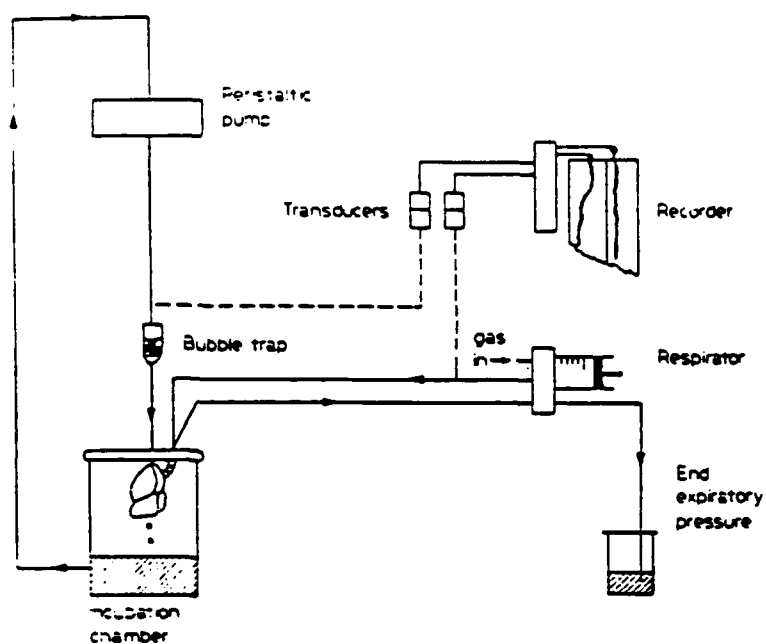 Peristaltic
pump
Transducers
Recorder
Bubble trap
gas
in
Respirator
End
expiratory
pressure
incubation
chamber